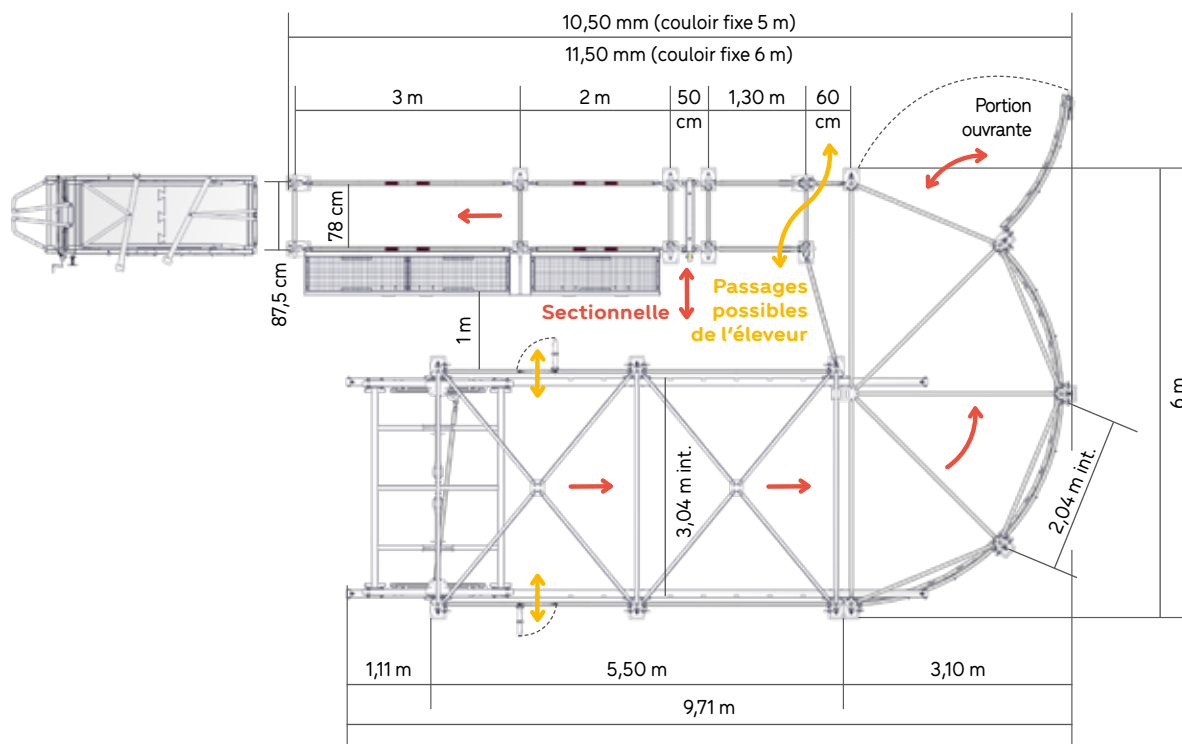 10,50 mm (couloir fixe 5 m)
11,50 mm (couloir fixe 6 m)
3 m
2 m
50
cm
1,30 m
60
cm
Portion
ouvrante
78 cm
87,5 cm
1 m
Sectionnelle
Passages
possibles
de l'éleveur
6 m
3,04 m int.
2,04 m int.
1,11 m
5,50 m
3,10 m
9,71 m